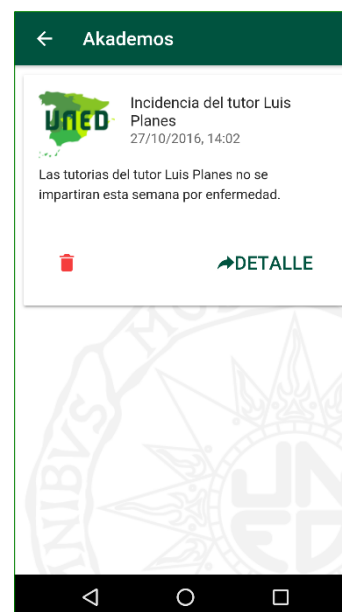 Akademos
UNED
Incidencia del tutor Luis
Planes
27/10/2016, 14:02
Las tutorias del tutor Luis Planes no se
impartiran esta semana por enfermedad.
DETALLE